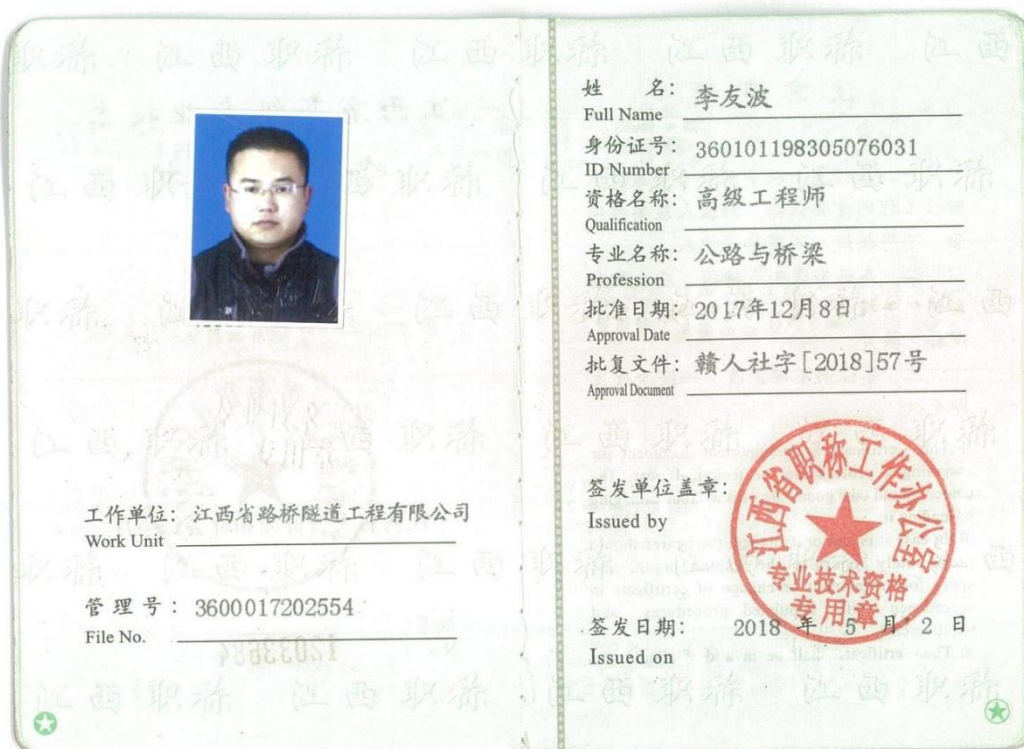 工作单位：江西省路桥隧道工程有限公司
Work Unit
管 理 号：3600017202554
File No.
姓 名：李友波
Full Name
身份证号：360101198305076031
ID Number
资格名称：高级工程师
Qualification
专业名称：公路与桥梁
Profession
批准日期：2017年12月8日
Approval Date
批复文件：赣人社字[2018]57号
Approval Document
签发单位盖章：
Issued by
江西省职称工作办公室
专业技术资格
专用章
签发日期： 2018 年 5 月 2 日
Issued on
江西职称